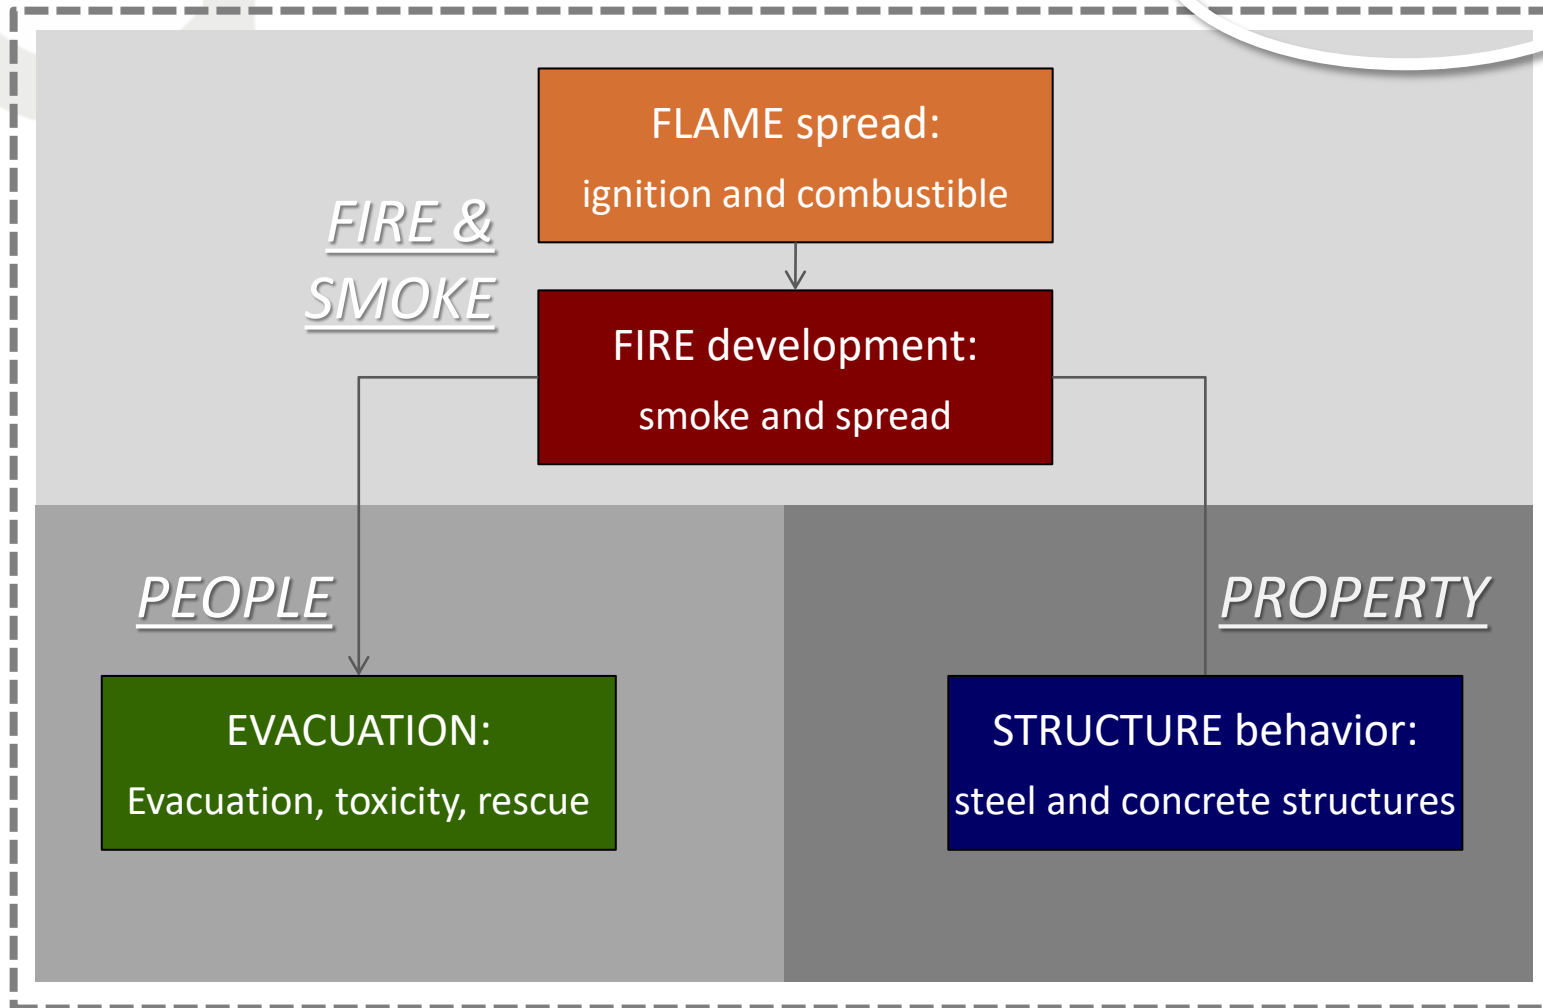 FLAME spread:
ignition and combustible
FIRE &
SMOKE
FIRE development:
smoke and spread
PEOPLE
PROPERTY
EVACUATION:
Evacuation, toxicity, rescue
STRUCTURE behavior:
steel and concrete structures